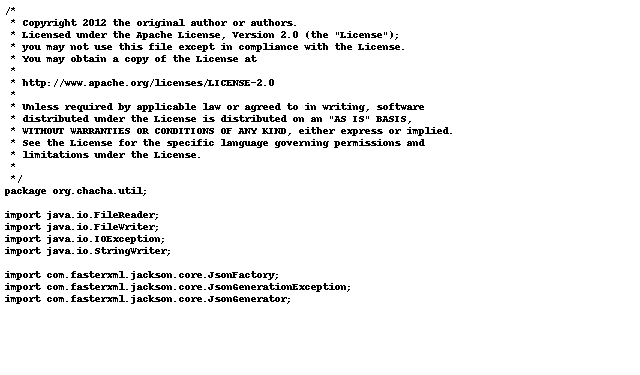 /*
 * Copyright 2012 the original author or authors.
 * Licensed under the Apache License, Version 2.0 (the "License");
 * you may not use this file except in compliance with the License.
 * You may obtain a copy of the License at
 *
 * http://www.apache.org/licenses/LICENSE-2.0
 *
 * Unless required by applicable law or agreed to in writing, software
 * distributed under the License is distributed on an "AS IS" BASIS,
 * WITHOUT WARRANTIES OR CONDITIONS OF ANY KIND, either express or implied.
 * See the License for the specific language governing permissions and
 * limitations under the License.
 *
 */
package org.chacha.util;

import java.io.FileReader;
import java.io.FileWriter;
import java.io.IOException;
import java.io.StringWriter;

import com.fasterxml.jackson.core.JsonFactory;
import com.fasterxml.jackson.core.JsonGenerationException;
import com.fasterxml.jackson.core.JsonGenerator;